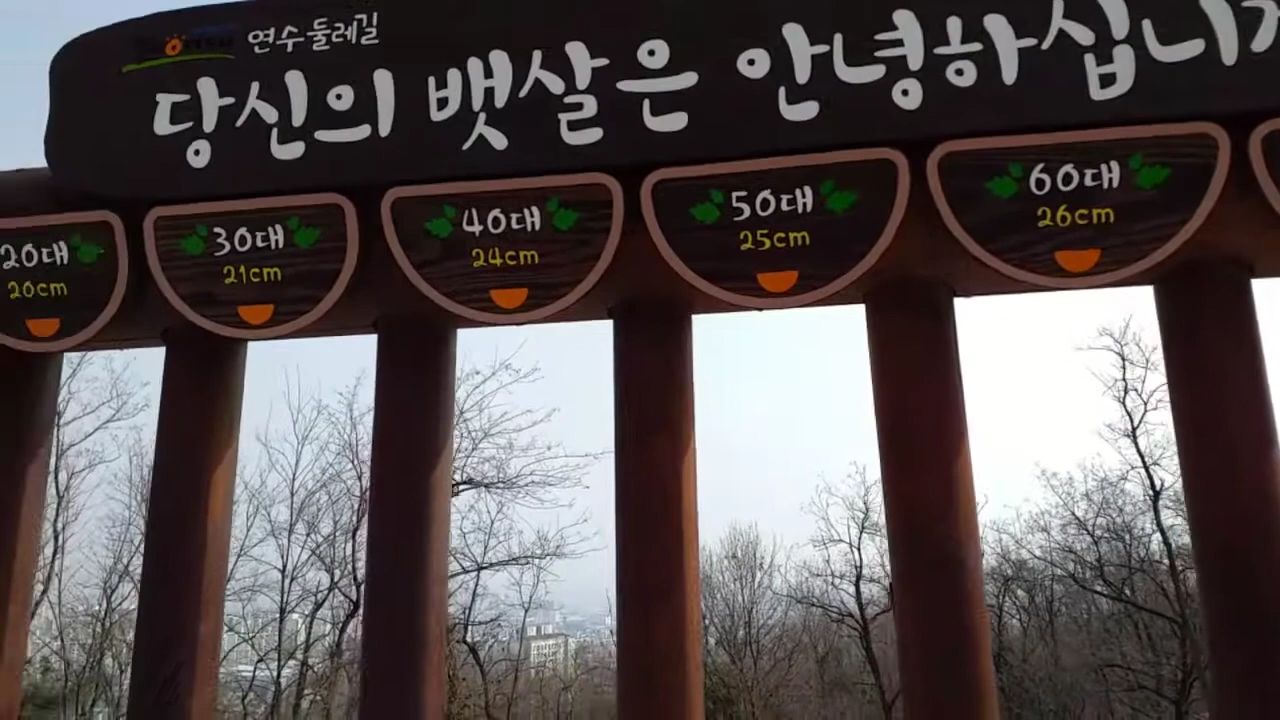 연수둘레길
당신의 뱃살은 안녕하십니까
20대
20cm
30대
21cm
40대
24cm
50대
25cm
60대
26cm